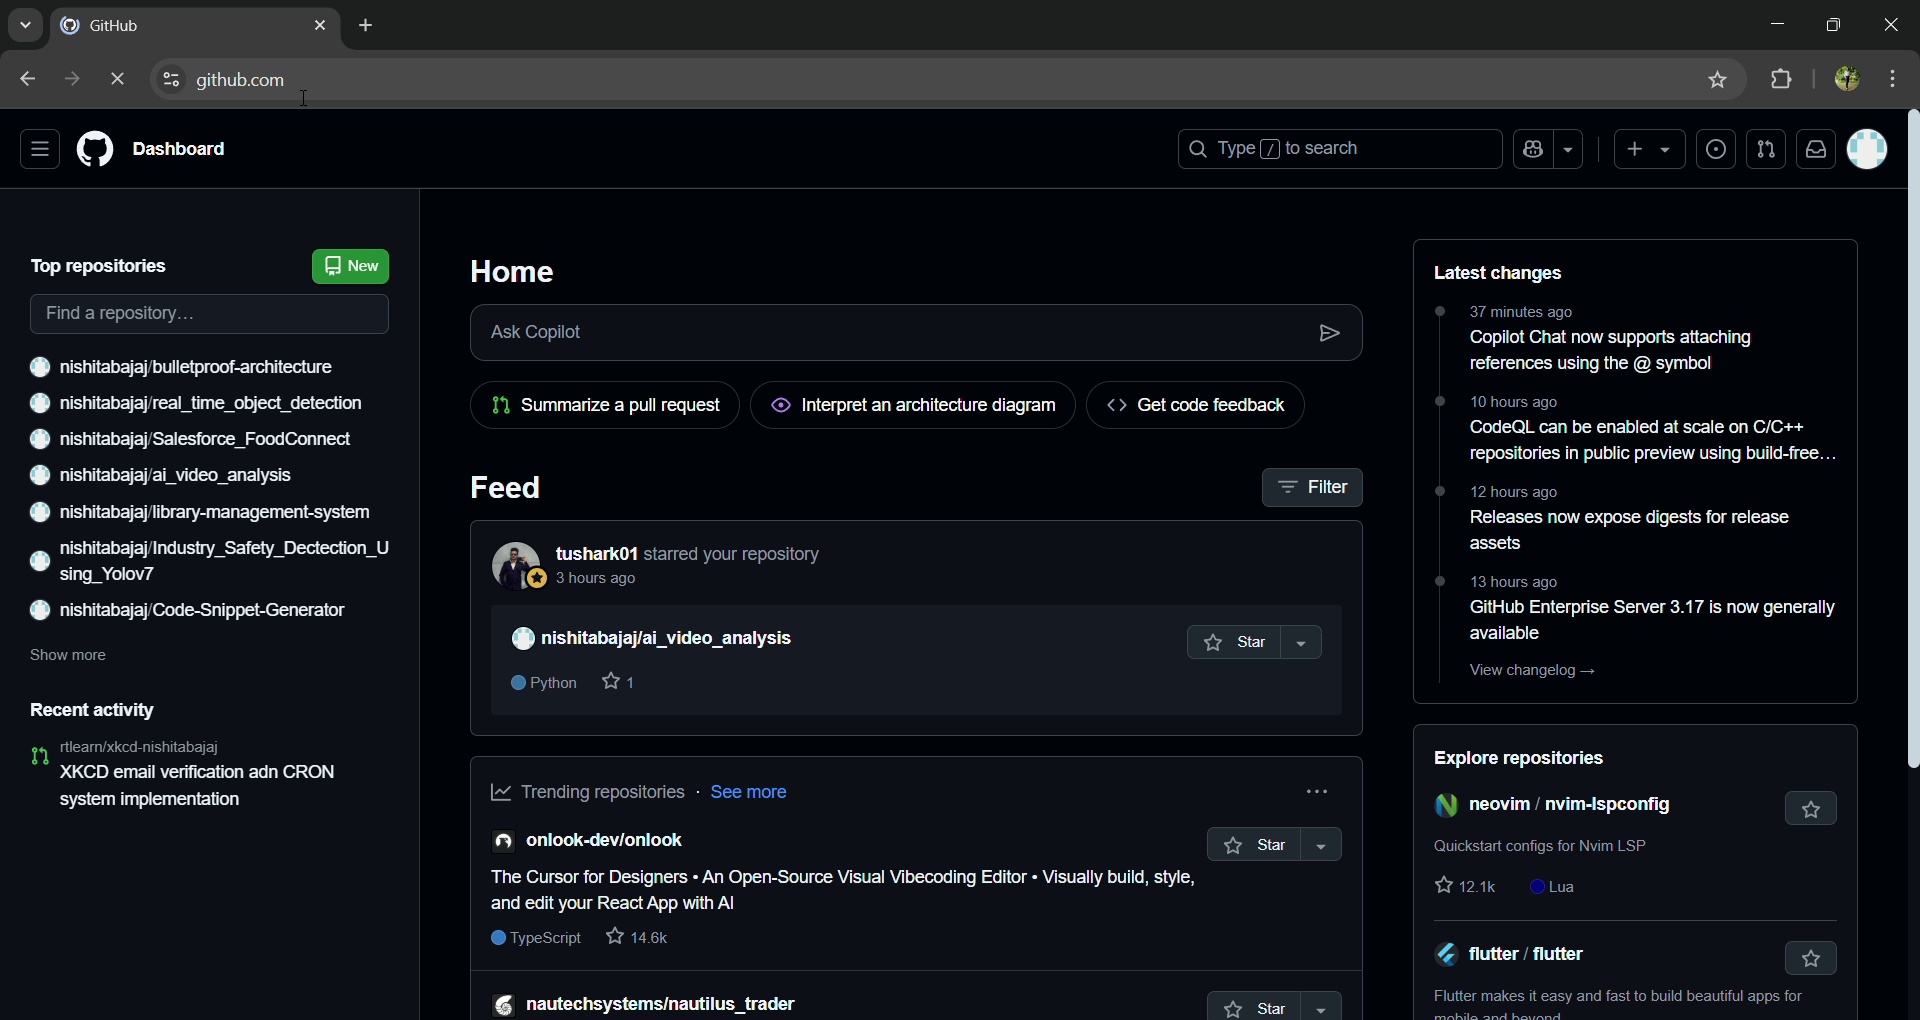 GitHub
github.com
Dashboard
Type / to search
Top repositories
New
Find a repository…
nishitabajaj/bulletproof-architecture
nishitabajaj/real_time_object_detection
nishitabajaj/Salesforce_FoodConnect
nishitabajaj/ai_video_analysis
nishitabajaj/library-management-system
nishitabajaj/Industry_Safety_Dectection_U
sing_Yolov7
nishitabajaj/Code-Snippet-Generator
Show more
Recent activity
rtlearn/xkcd-nishitabajaj
XKCD email verification adn CRON
system implementation
Home
Ask Copilot
Summarize a pull request
Interpret an architecture diagram
Get code feedback
Feed
Filter
tushark01 starred your repository
3 hours ago
nishitabajaj/ai_video_analysis
Star
Python 1
Trending repositories · See more
onlook-dev/onlook
Star
The Cursor for Designers • An Open-Source Visual Vibecoding Editor • Visually build, style,
and edit your React App with AI
TypeScript 14.6k
nautechsystems/nautilus_trader
Star
Latest changes
37 minutes ago
Copilot Chat now supports attaching
references using the @ symbol
10 hours ago
CodeQL can be enabled at scale on C/C++
repositories in public preview using build-free…
12 hours ago
Releases now expose digests for release
assets
13 hours ago
GitHub Enterprise Server 3.17 is now generally
available
View changelog →
Explore repositories
neovim / nvim-lspconfig
Quickstart configs for Nvim LSP
12.1k Lua
flutter / flutter
Flutter makes it easy and fast to build beautiful apps for
mobile and beyond